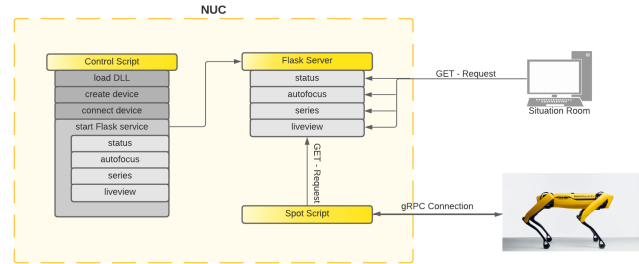 NUC
Control Script
load DLL
create device
connect device
start Flask service
status
autofocus
series
liveview
Flask Server
status
autofocus
series
liveview
GET - Request
Situation Room
GET - Request
Spot Script
gRPC Connection